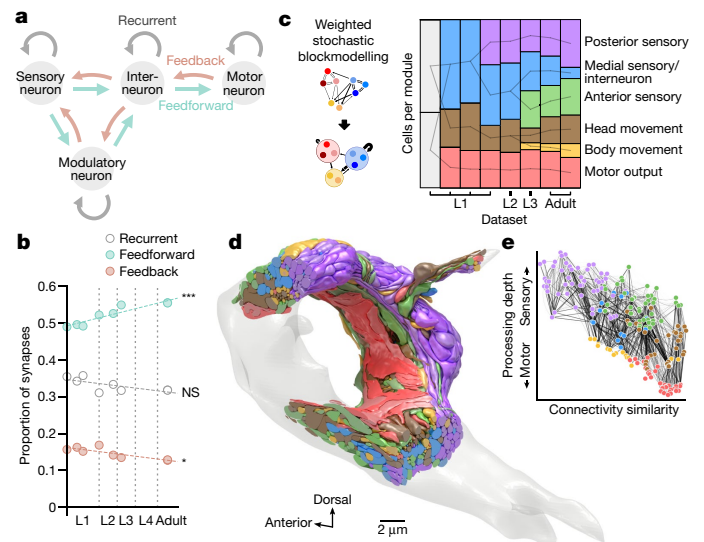 a
Recurrent
Feedback
Sensory
neuron
Inter-
neuron
Motor
neuron
Feedforward
Modulatory
neuron
b
Recurrent
Feedforward
Feedback
Proportion of synapses
0.6
0.5
0.4
0.3
0.2
0.1
0
***
NS
*
L1 L2 L3 L4 Adult
c
Weighted
stochastic
blockmodelling
Cells per module
Posterior sensory
Medial sensory/
interneuron
Anterior sensory
Head movement
Body movement
Motor output
L1 L2 L3 Adult
Dataset
d
Dorsal
Anterior
2 μm
e
Processing depth
Motor Sensory
Connectivity similarity